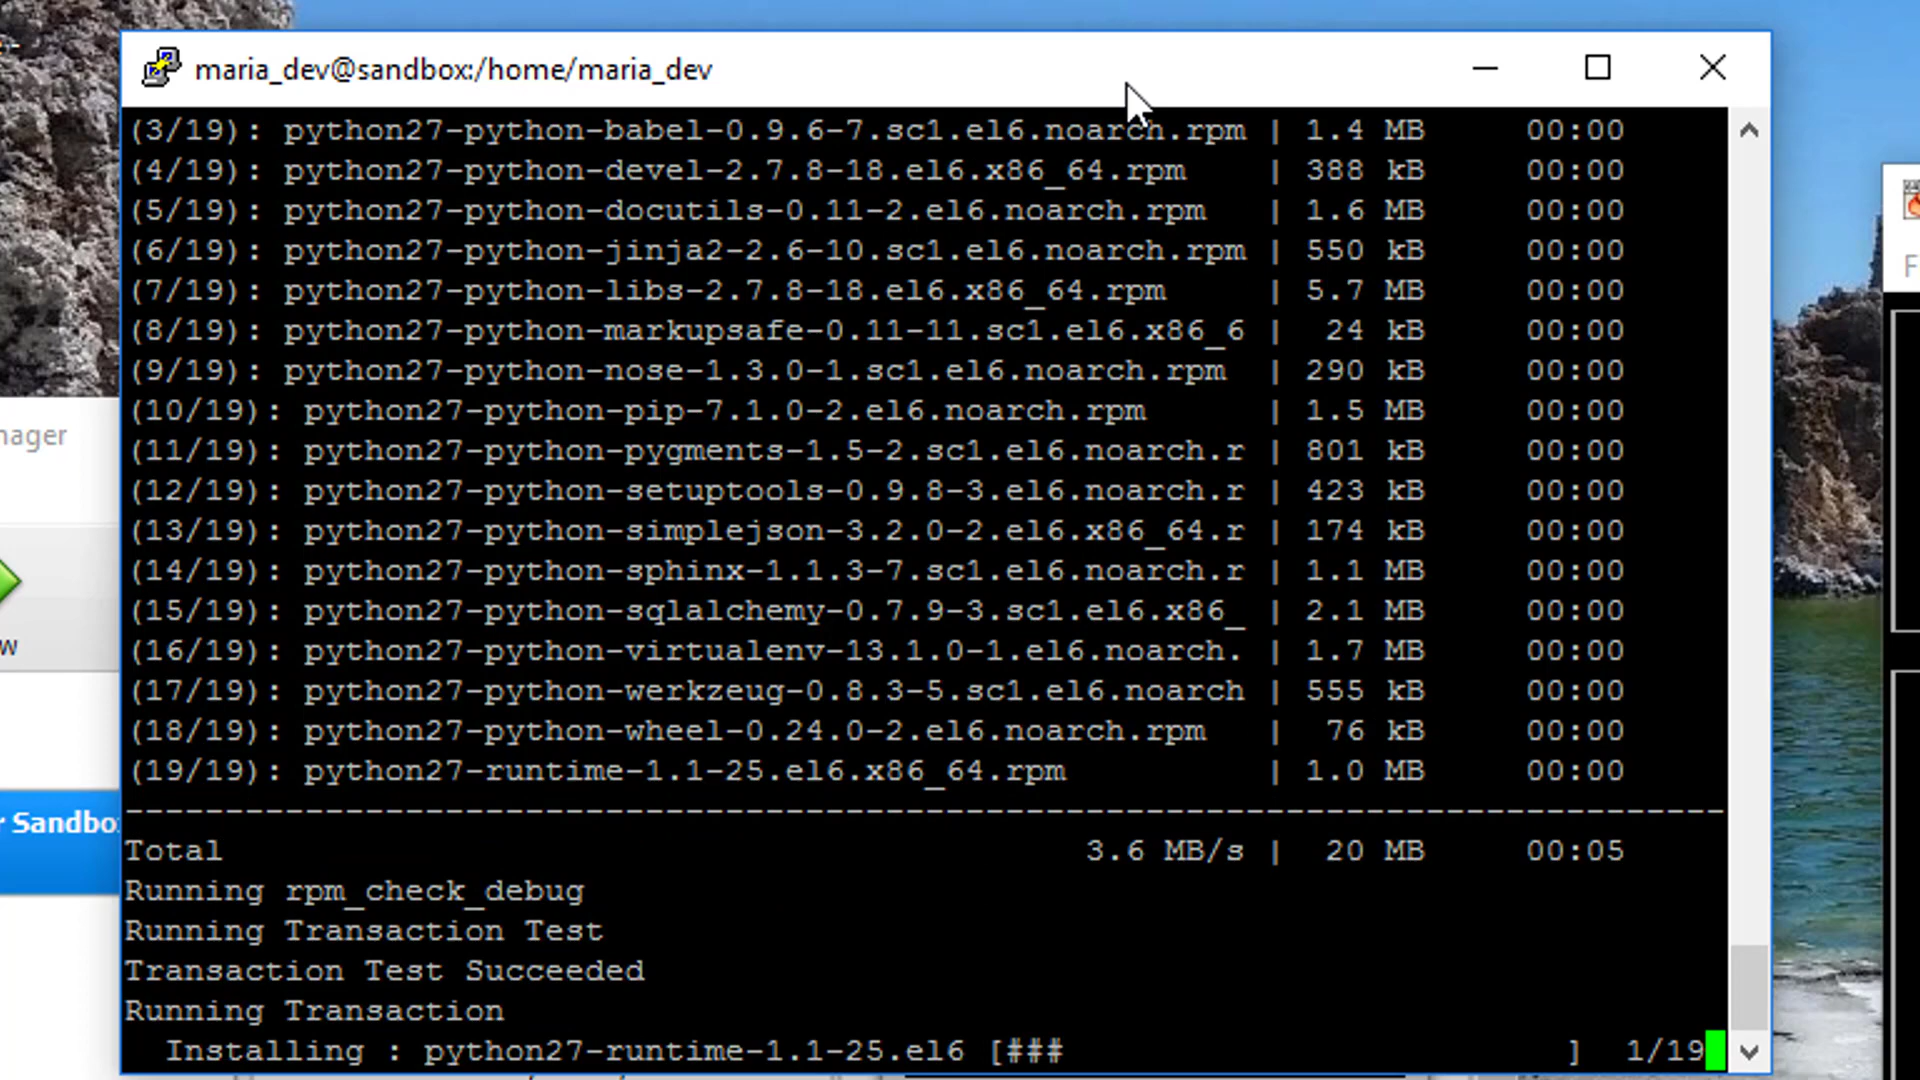 maria_dev@sandbox:/home/maria_dev
(3/19): python27-python-babel-0.9.6-7.sc1.el6.noarch.rpm | 1.4 MB 00:00
(4/19): python27-python-devel-2.7.8-18.el6.x86_64.rpm | 388 kB 00:00
(5/19): python27-python-docutils-0.11-2.el6.noarch.rpm | 1.6 MB 00:00
(6/19): python27-python-jinja2-2.6-10.sc1.el6.noarch.rpm | 550 kB 00:00
(7/19): python27-python-libs-2.7.8-18.el6.x86_64.rpm | 5.7 MB 00:00
(8/19): python27-python-markupsafe-0.11-11.sc1.el6.x86_6 | 24 kB 00:00
(9/19): python27-python-nose-1.3.0-1.sc1.el6.noarch.rpm | 290 kB 00:00
(10/19): python27-python-pip-7.1.0-2.el6.noarch.rpm | 1.5 MB 00:00
(11/19): python27-python-pygments-1.5-2.sc1.el6.noarch.r | 801 kB 00:00
(12/19): python27-python-setuptools-0.9.8-3.el6.noarch.r | 423 kB 00:00
(13/19): python27-python-simplejson-3.2.0-2.el6.x86_64.r | 174 kB 00:00
(14/19): python27-python-sphinx-1.1.3-7.sc1.el6.noarch.r | 1.1 MB 00:00
(15/19): python27-python-sqlalchemy-0.7.9-3.sc1.el6.x86_ | 2.1 MB 00:00
(16/19): python27-python-virtualenv-13.1.0-1.el6.noarch. | 1.7 MB 00:00
(17/19): python27-python-werkzeug-0.8.3-5.sc1.el6.noarch | 555 kB 00:00
(18/19): python27-python-wheel-0.24.0-2.el6.noarch.rpm | 76 kB 00:00
(19/19): python27-runtime-1.1-25.el6.x86_64.rpm | 1.0 MB 00:00
--------------------------------------------------------------------------------
Total 3.6 MB/s | 20 MB 00:05
Running rpm_check_debug
Running Transaction Test
Transaction Test Succeeded
Running Transaction
Installing : python27-runtime-1.1-25.el6 [### ] 1/19
nager
w
r Sandbo
F